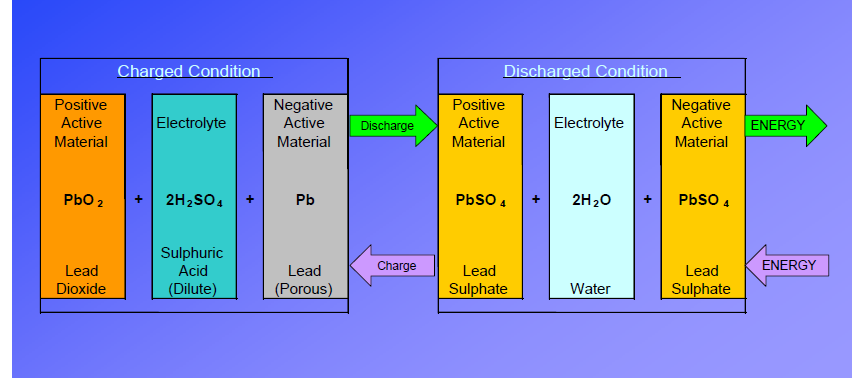 Charged Condition
Positive
Active
Material
PbO₂
Lead
Dioxide
+
Electrolyte
2H₂SO₄
Sulphuric
Acid
(Dilute)
+
Negative
Active
Material
Pb
Lead
(Porous)
Discharge
Charge
Discharged Condition
Positive
Active
Material
PbSO₄
Lead
Sulphate
+
Electrolyte
2H₂O
Water
+
Negative
Active
Material
PbSO₄
Lead
Sulphate
ENERGY
ENERGY